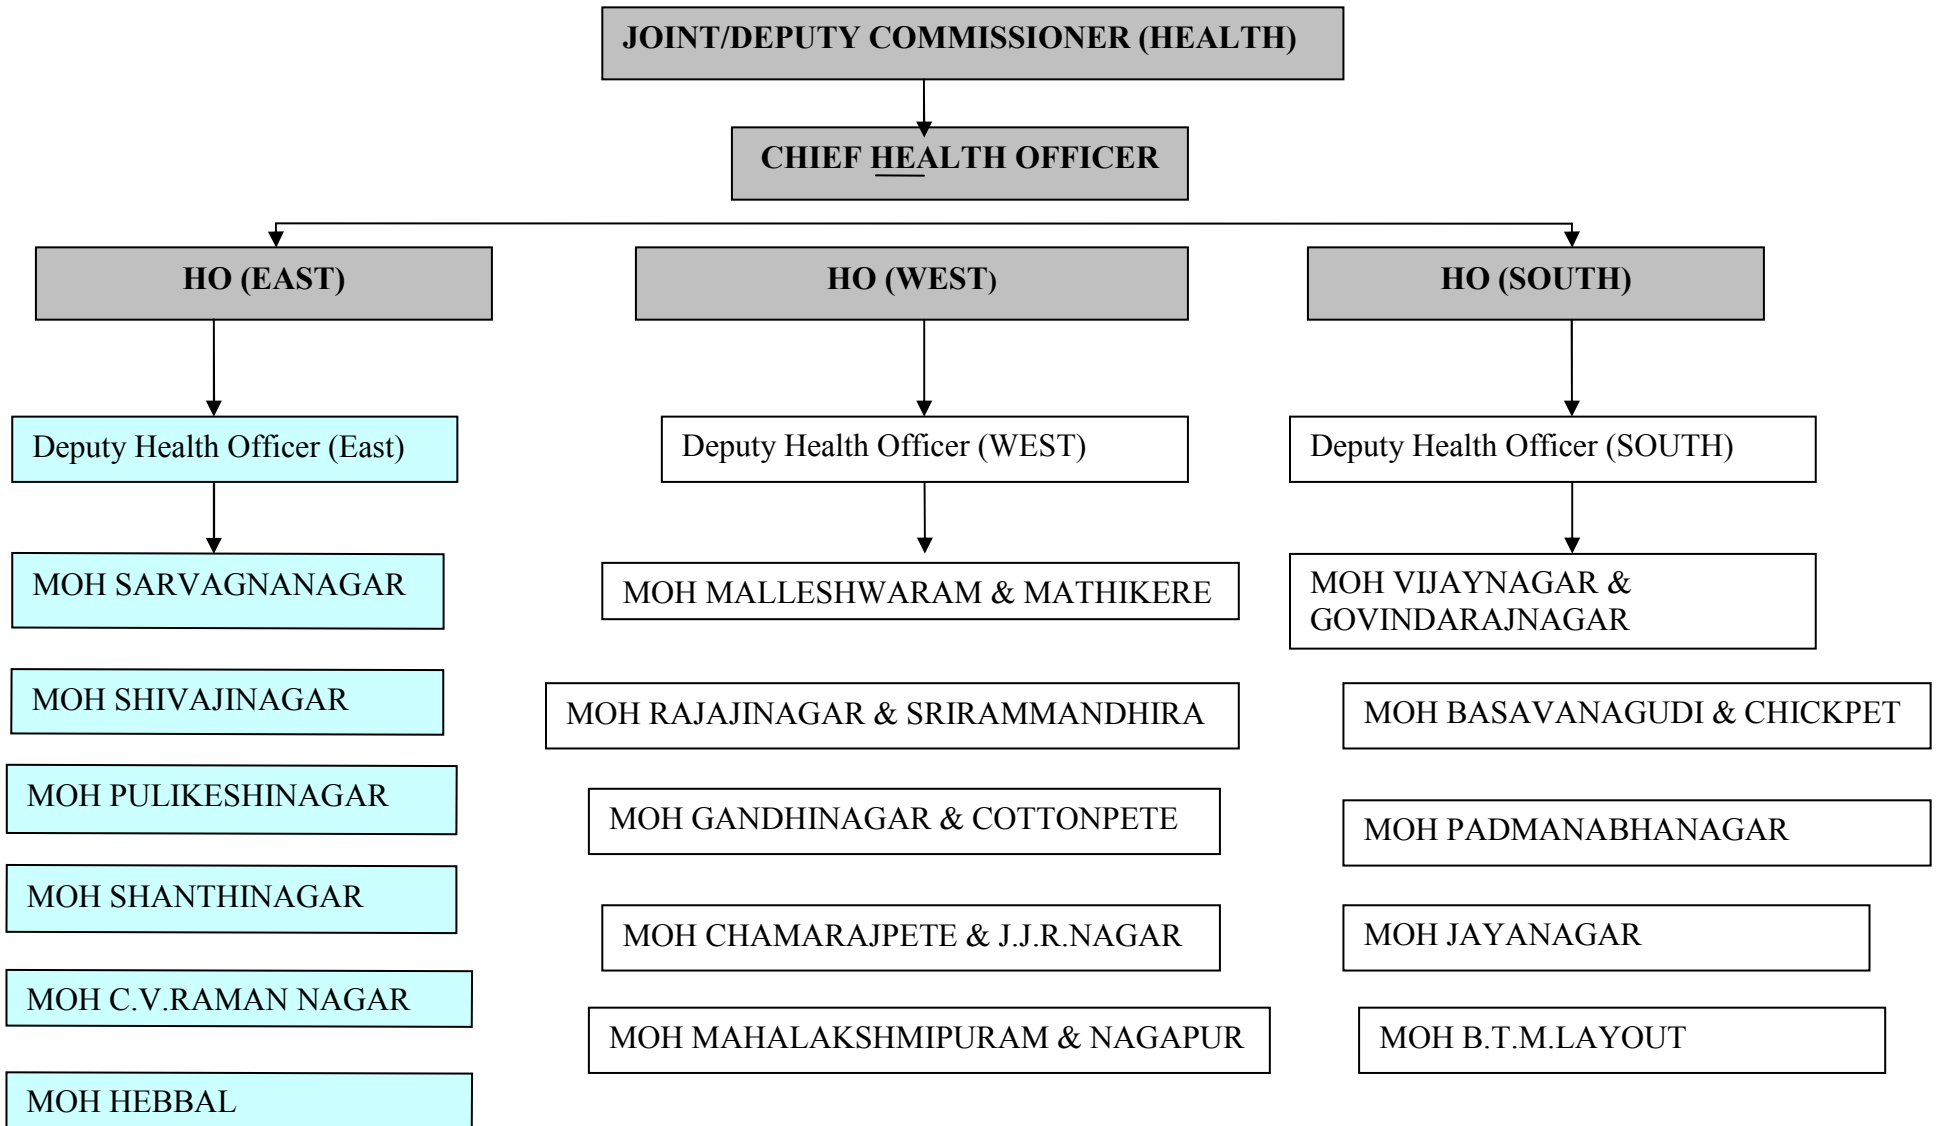 JOINT/DEPUTY COMMISSIONER (HEALTH)
CHIEF HEALTH OFFICER
HO (EAST)
HO (WEST)
HO (SOUTH)
Deputy Health Officer (East)
Deputy Health Officer (WEST)
Deputy Health Officer (SOUTH)
MOH SARVAGNANAGAR
MOH MALLESHWARAM & MATHIKERE
MOH VIJAYNAGAR &
GOVINDARAJNAGAR
MOH SHIVAJINAGAR
MOH RAJAJINAGAR & SRIRAMMANDHIRA
MOH BASAVANAGUDI & CHICKPET
MOH PULIKESHINAGAR
MOH GANDHINAGAR & COTTONPETE
MOH PADMANABHANAGAR
MOH SHANTHINAGAR
MOH CHAMARAJPETE & J.J.R.NAGAR
MOH JAYANAGAR
MOH C.V.RAMAN NAGAR
MOH MAHALAKSHMIPURAM & NAGAPUR
MOH B.T.M.LAYOUT
MOH HEBBAL